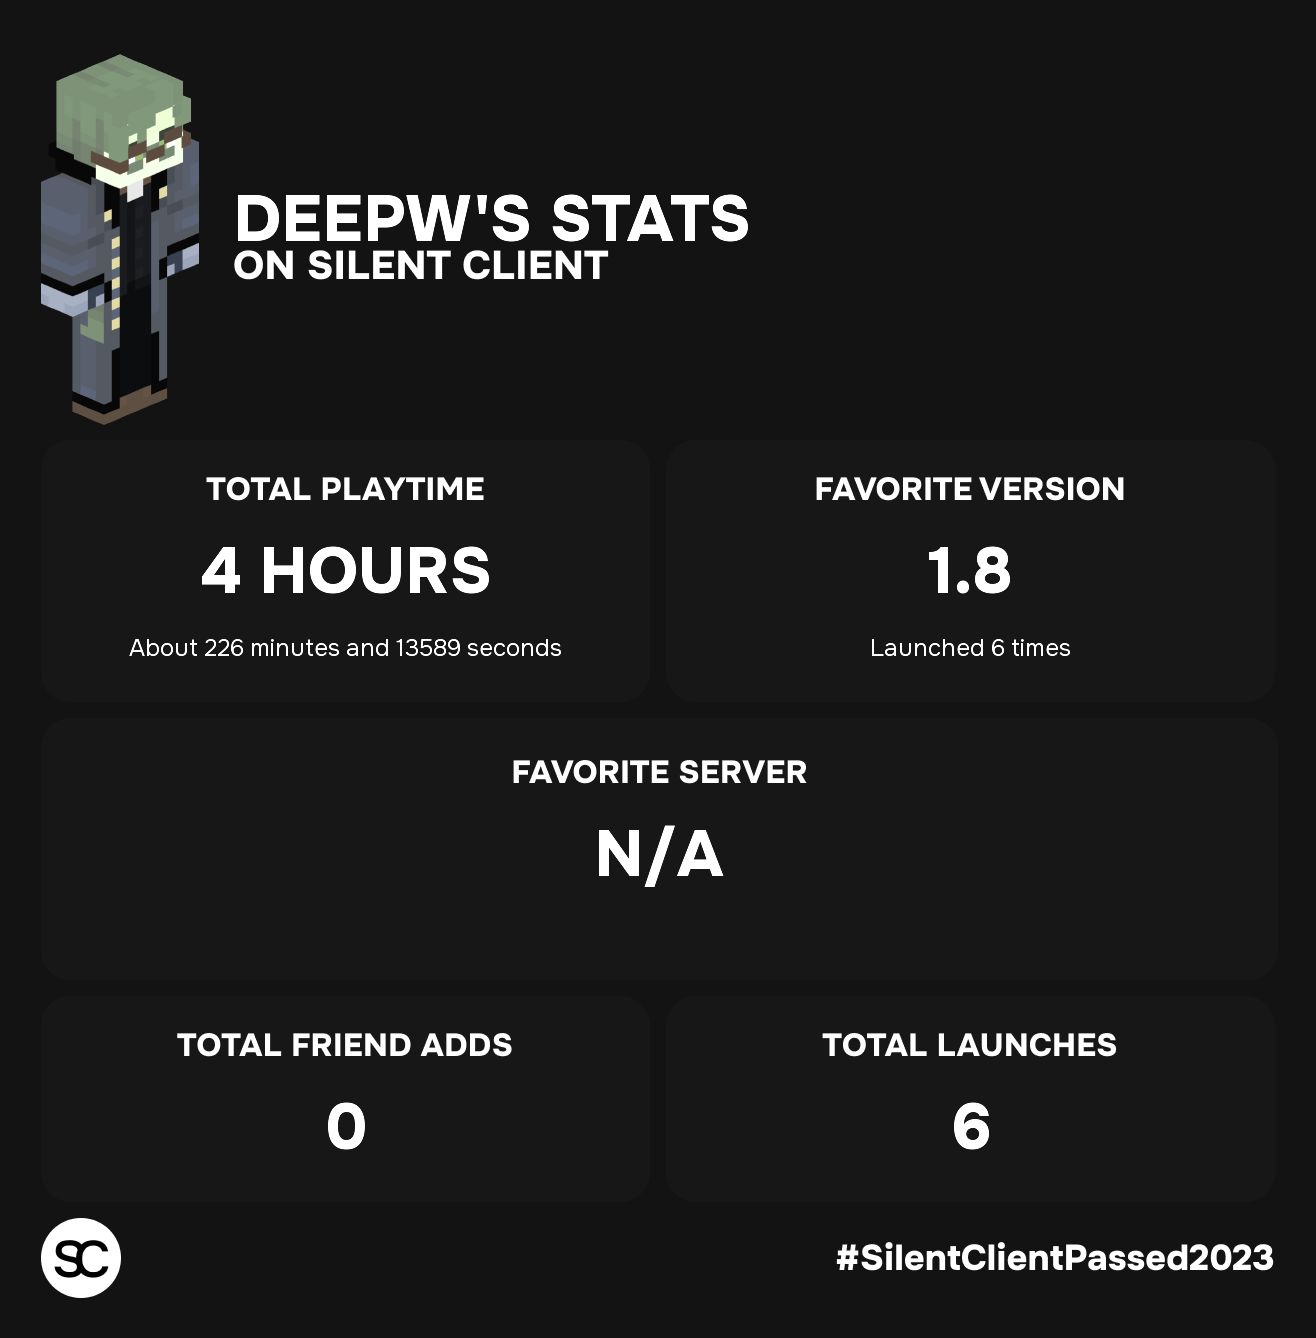 DEEPW'S STATS
ON SILENT CLIENT
TOTAL PLAYTIME
4 HOURS
About 226 minutes and 13589 seconds
FAVORITE VERSION
1.8
Launched 6 times
FAVORITE SERVER
N/A
TOTAL FRIEND ADDS
0
TOTAL LAUNCHES
6
SC
#SilentClientPassed2023